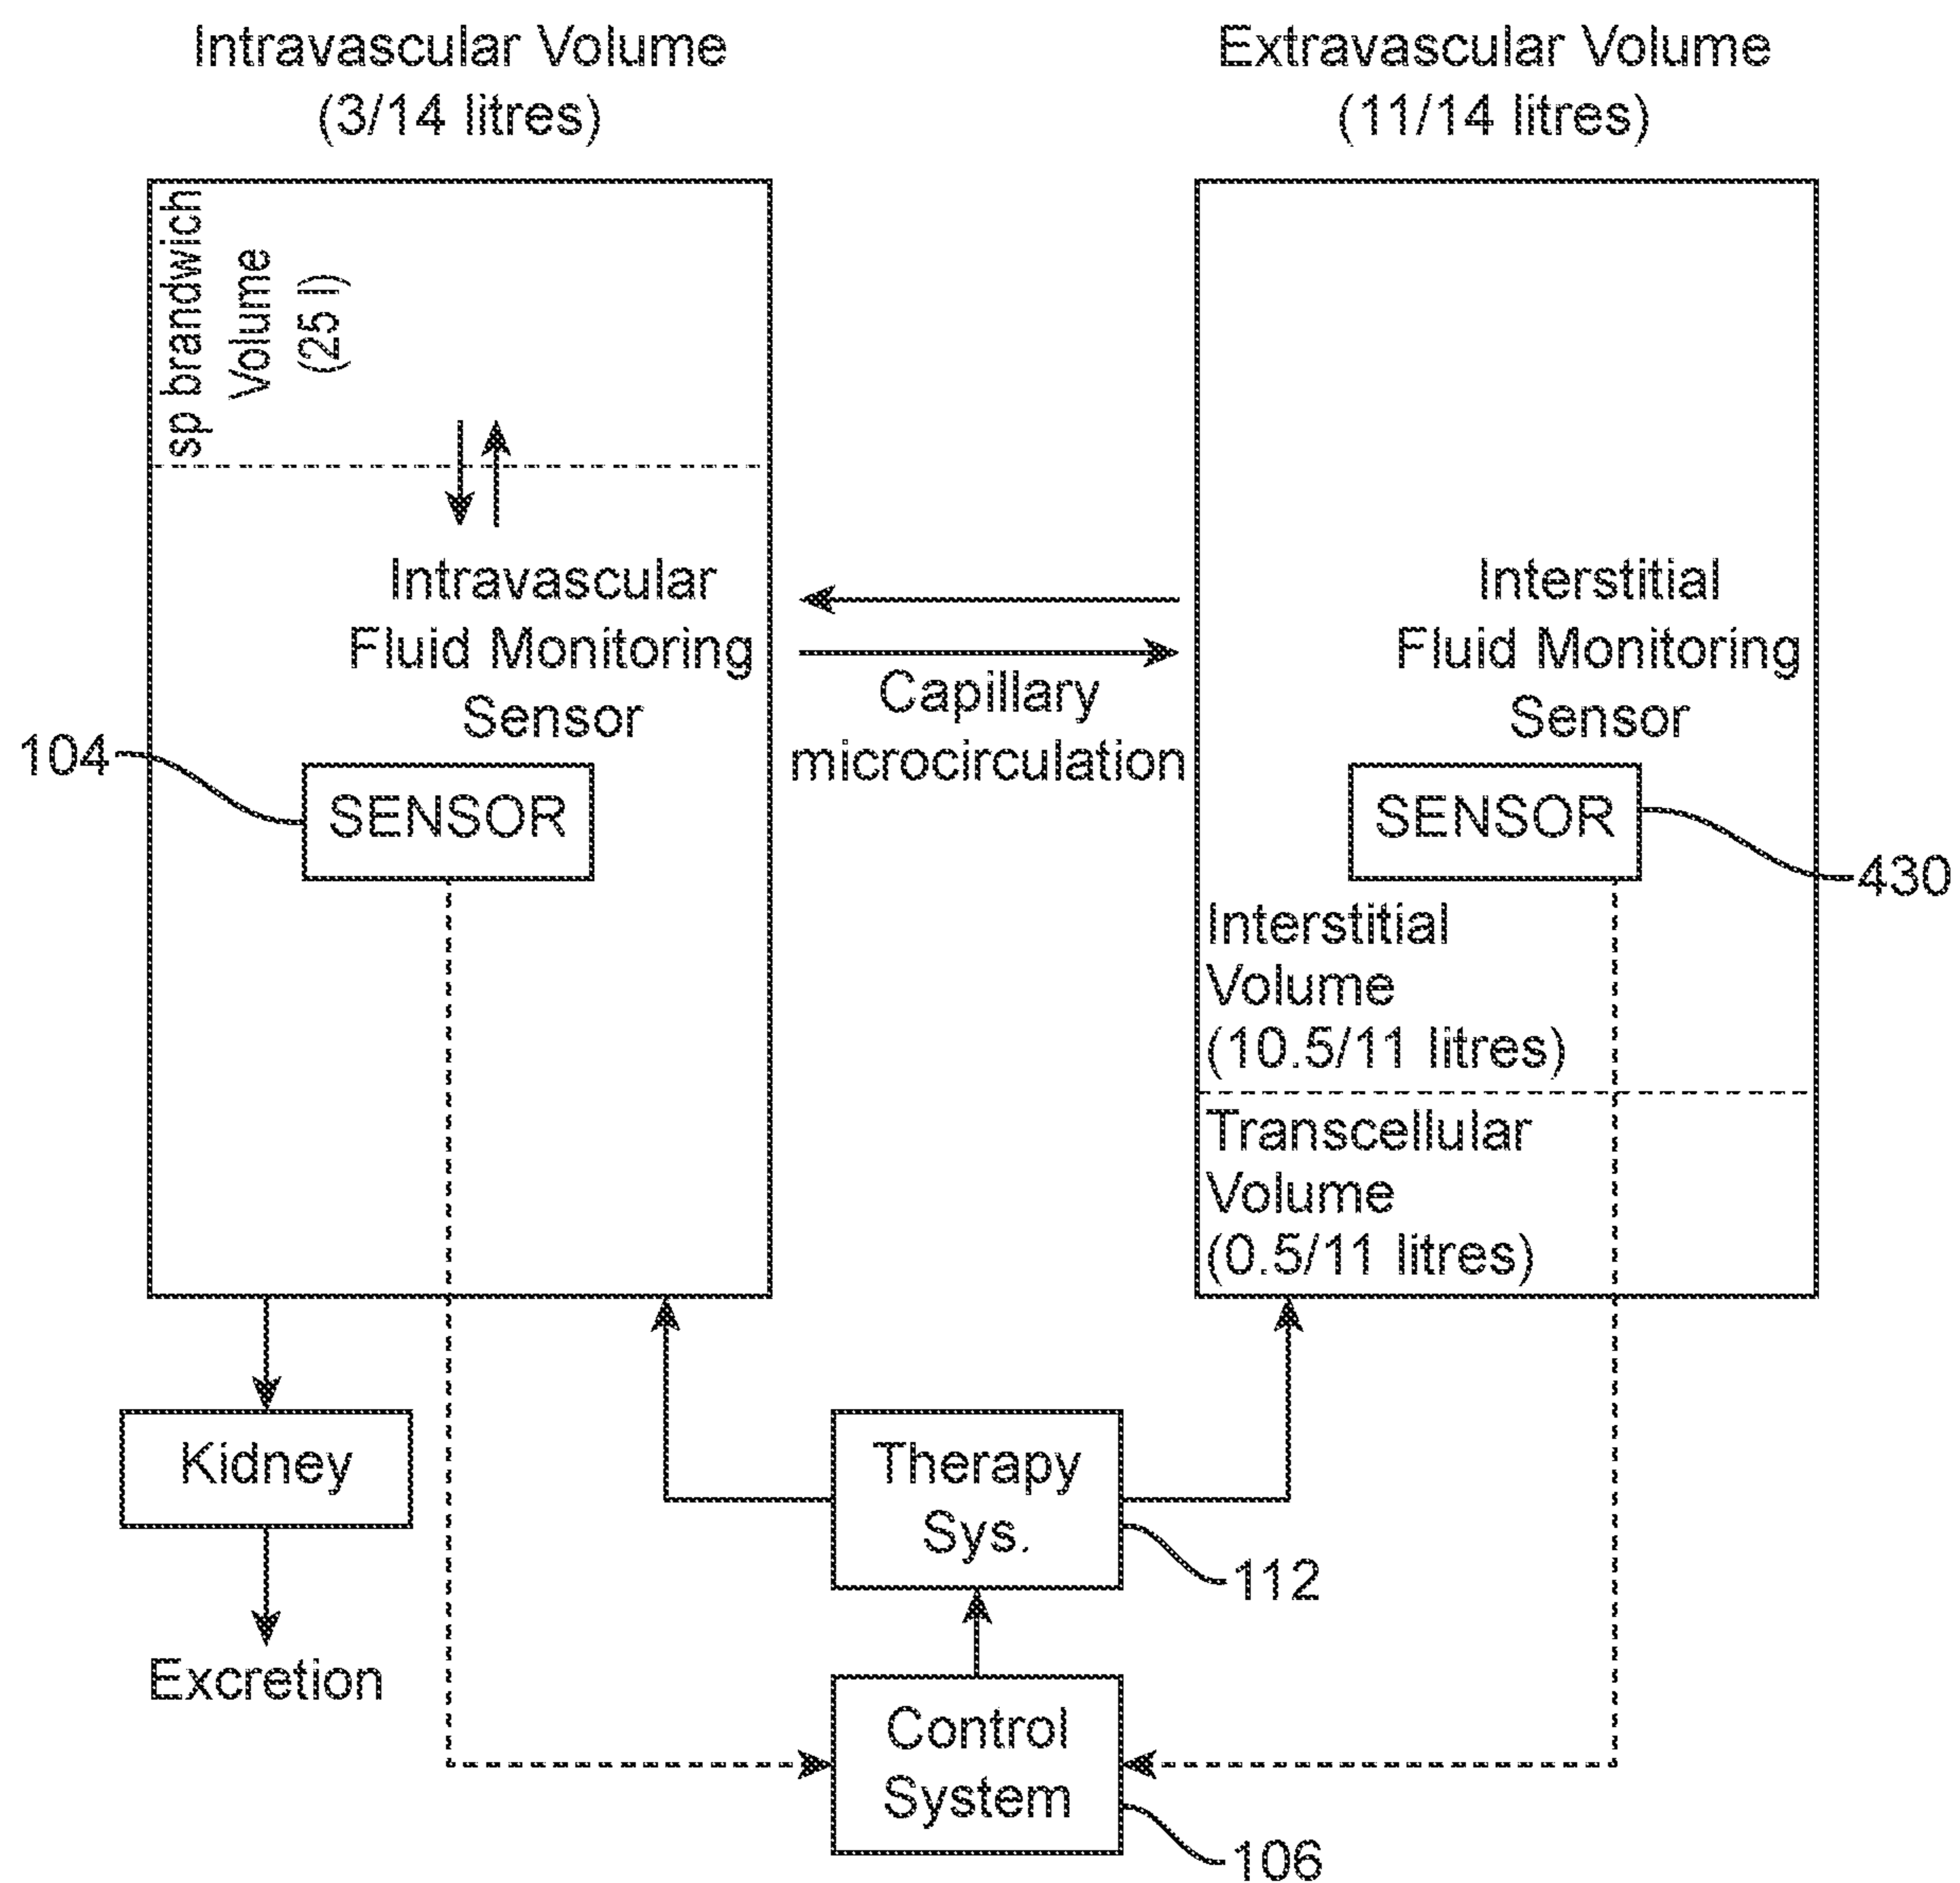 Intravascular Volume
(3/14 litres)
Extravascular Volume
(11/14 litres)
sp brandwich
Volume
(25 l)
Intravascular
Fluid Monitoring
Sensor
SENSOR
104
Capillary
microcirculation
Interstitial
Fluid Monitoring
Sensor
SENSOR
430
Interstitial
Volume
(10.5/11 litres)
Transcellular
Volume
(0.5/11 litres)
Kidney
Excretion
Therapy
Sys.
112
Control
System
106